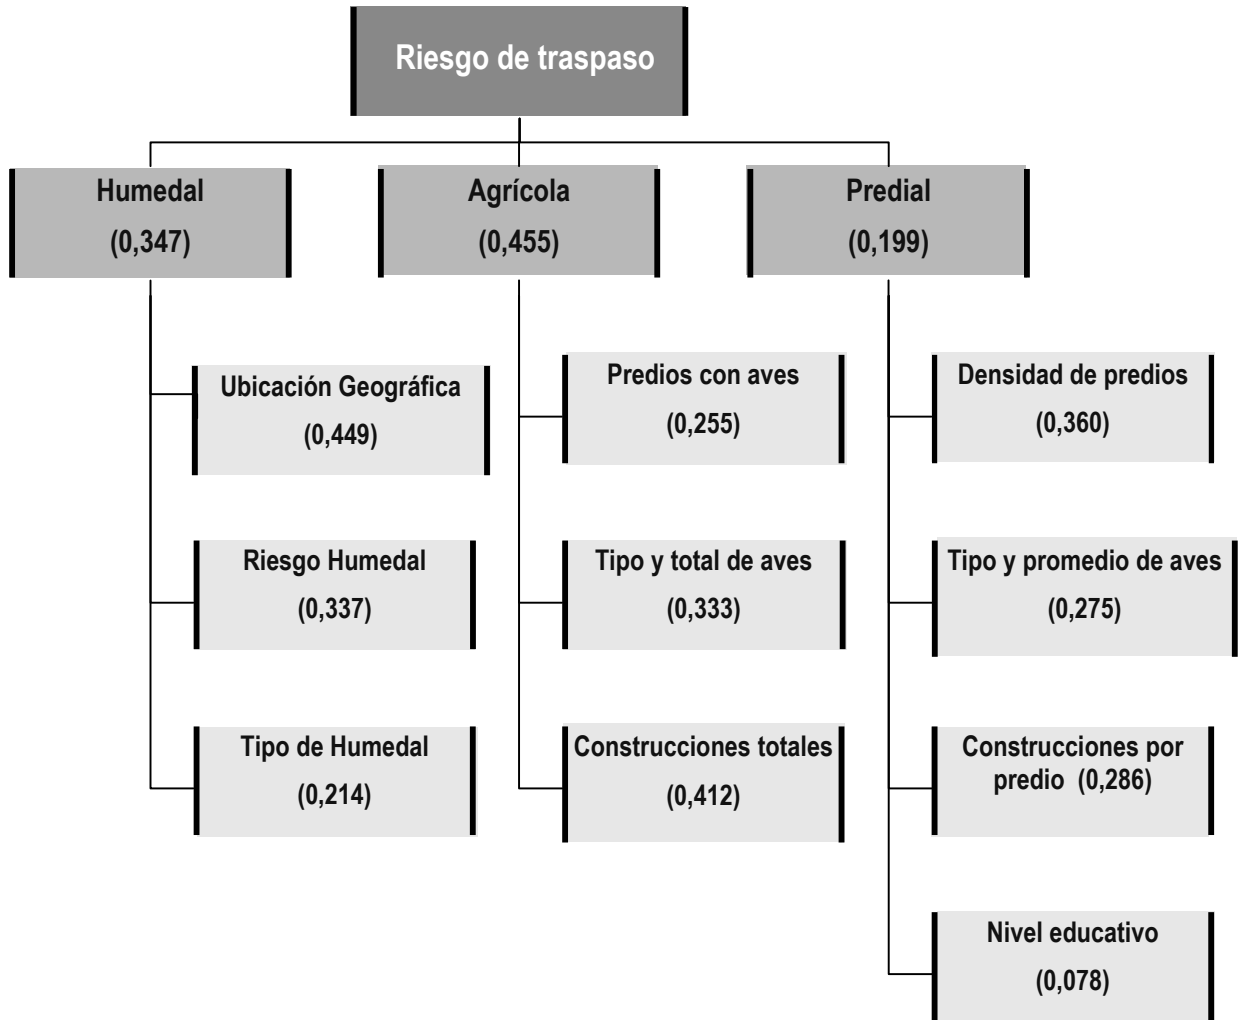 Riesgo de traspaso
Humedal
(0,347)
Agrícola
(0,455)
Predial
(0,199)
Ubicación Geográfica
(0,449)
Riesgo Humedal
(0,337)
Tipo de Humedal
(0,214)
Predios con aves
(0,255)
Tipo y total de aves
(0,333)
Construcciones totales
(0,412)
Densidad de predios
(0,360)
Tipo y promedio de aves
(0,275)
Construcciones por
predio (0,286)
Nivel educativo
(0,078)